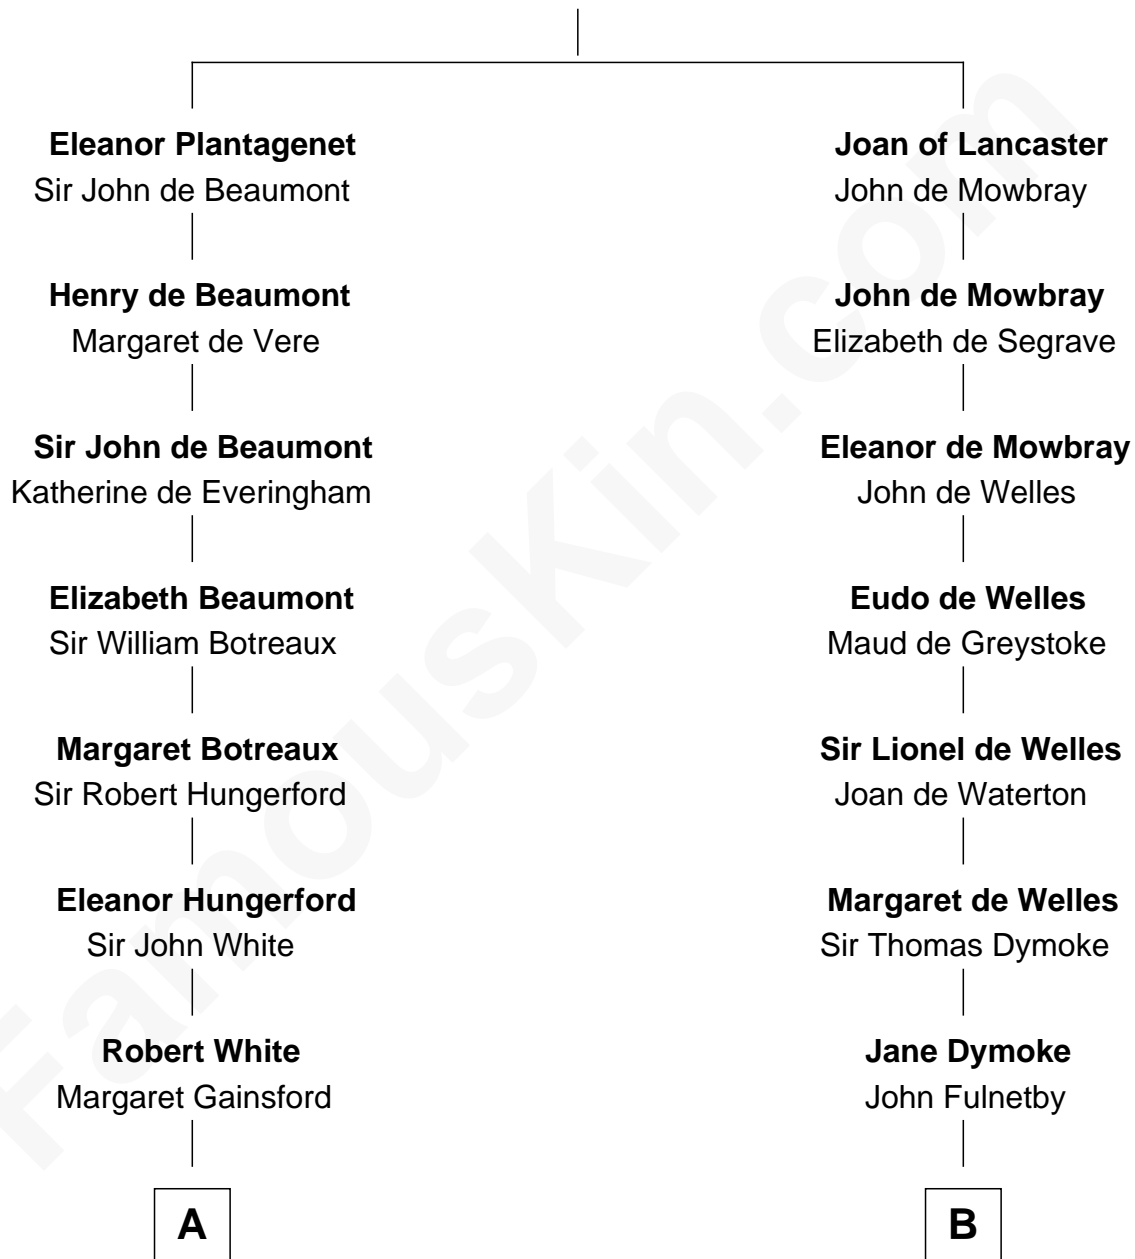 Eleanor Plantagenet
Sir John de Beaumont
Henry de Beaumont
Margaret de Vere
Sir John de Beaumont
Katherine de Everingham
Elizabeth Beaumont
Sir William Botreaux
Margaret Botreaux
Sir Robert Hungerford
Eleanor Hungerford
Sir John White
Robert White
Margaret Gainsford
A
Joan of Lancaster
John de Mowbray
John de Mowbray
Elizabeth de Segrave
Eleanor de Mowbray
John de Welles
Eudo de Welles
Maud de Greystoke
Sir Lionel de Welles
Joan de Waterton
Margaret de Welles
Sir Thomas Dymoke
Jane Dymoke
John Fulnetby
B
FamousKin.com